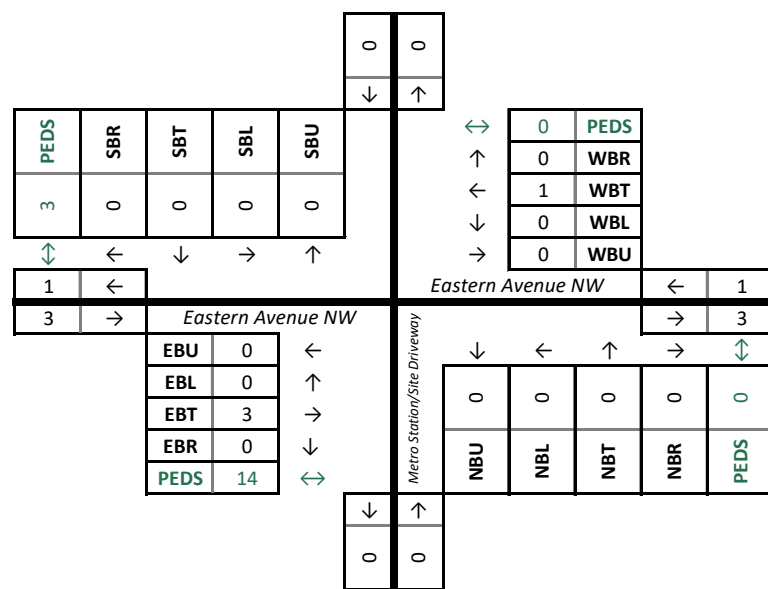 0 0
↓ ↑
PEDS SBR SBT SBL SBU
3 0 0 0 0
↕ ← ↓ → ↑
↔ 0 PEDS
↑ 0 WBR
← 1 WBT
↓ 0 WBL
→ 0 WBU
1 ←
3 →
Eastern Avenue NW
← 1
→ 3
Eastern Avenue NW
EBU 0 ←
EBL 0 ↑
EBT 3 →
EBR 0 ↓
PEDS 14 ↔
Metro Station/Site Driveway
↓ ← ↑ → ↕
0 0 0 0 0
NBU NBL NBT NBR PEDS
↓ ↑
0 0